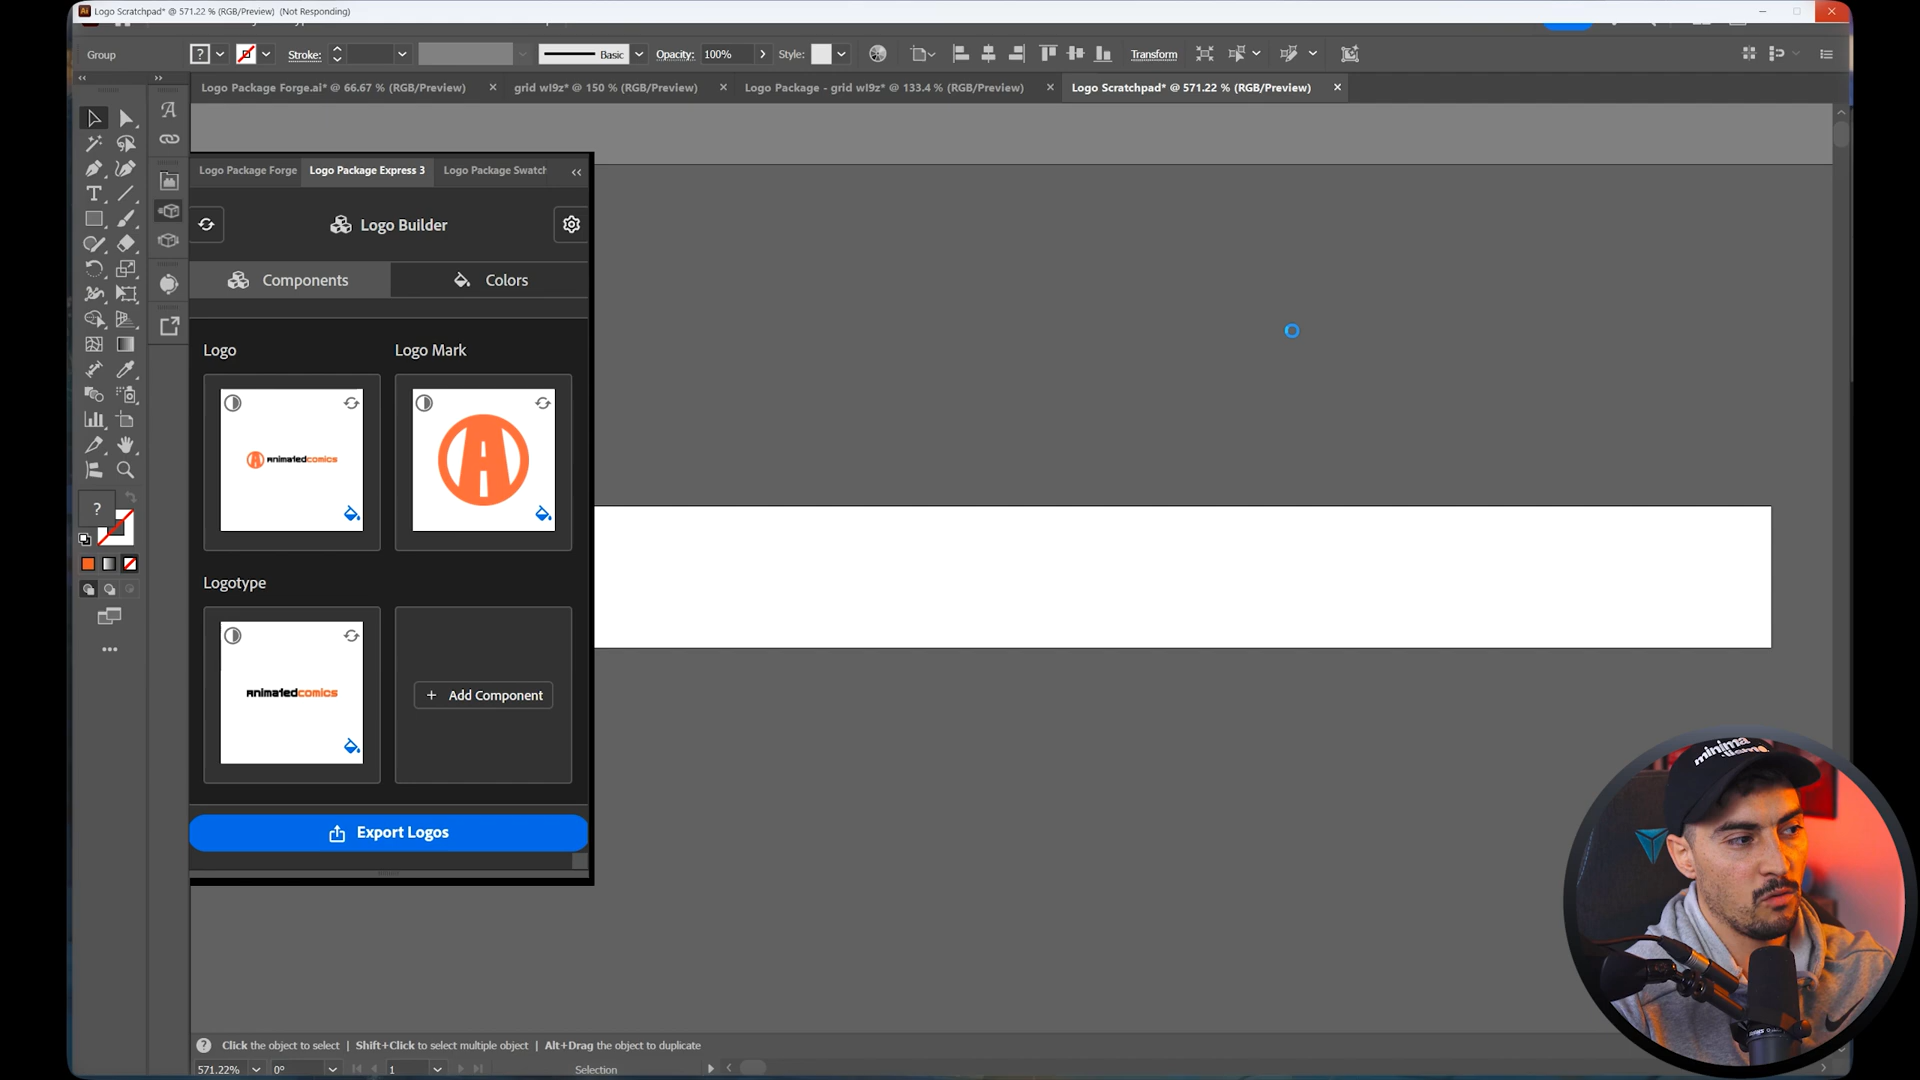 Logo Scratchpad* @ 571.22 % (RGB/Preview) (Not Responding)
Group
?
Stroke:
Basic
Opacity: 100%
Style:
Transform
Logo Package Forge.ai* @ 66.67 % (RGB/Preview)
grid wl9z* @ 150 % (RGB/Preview)
Logo Package - grid wl9z* @ 133.4 % (RGB/Preview)
Logo Scratchpad* @ 571.22 % (RGB/Preview)
Logo Package Forge
Logo Package Express 3
Logo Package Swatch
Logo Builder
Components
Colors
Logo
Logo Mark
Animatedcomics
Logotype
Animatedcomics
Add Component
Export Logos
?
minima
Click the object to select | Shift+Click to select multiple object | Alt+Drag the object to duplicate
571.22%
0°
1
Selection